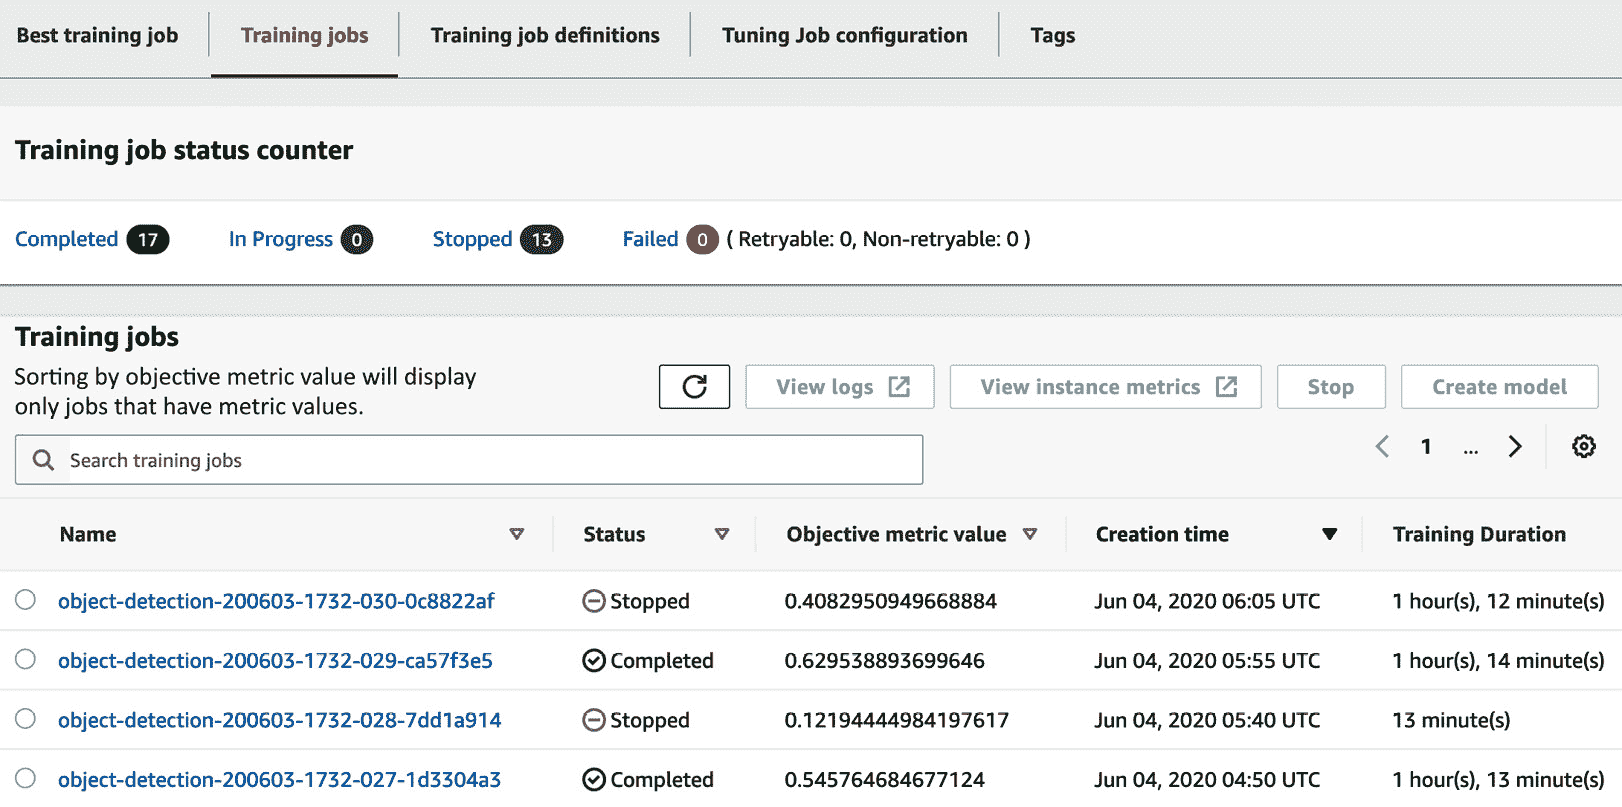 Best training job Training jobs Training job definitions Tuning Job configuration Tags
Training job status counter
Completed 17 In Progress 0 Stopped 13 Failed 0 ( Retryable: 0, Non-retryable: 0 )
Training jobs
Sorting by objective metric value will display
only jobs that have metric values.
View logs View instance metrics Stop Create model
Search training jobs
1 ...
Name Status Objective metric value Creation time Training Duration
object-detection-200603-1732-030-0c8822af Stopped 0.4082950949668884 Jun 04, 2020 06:05 UTC 1 hour(s), 12 minute(s)
object-detection-200603-1732-029-ca57f3e5 Completed 0.629538893699646 Jun 04, 2020 05:55 UTC 1 hour(s), 14 minute(s)
object-detection-200603-1732-028-7dd1a914 Stopped 0.12194444984197617 Jun 04, 2020 05:40 UTC 13 minute(s)
object-detection-200603-1732-027-1d3304a3 Completed 0.545764684677124 Jun 04, 2020 04:50 UTC 1 hour(s), 13 minute(s)